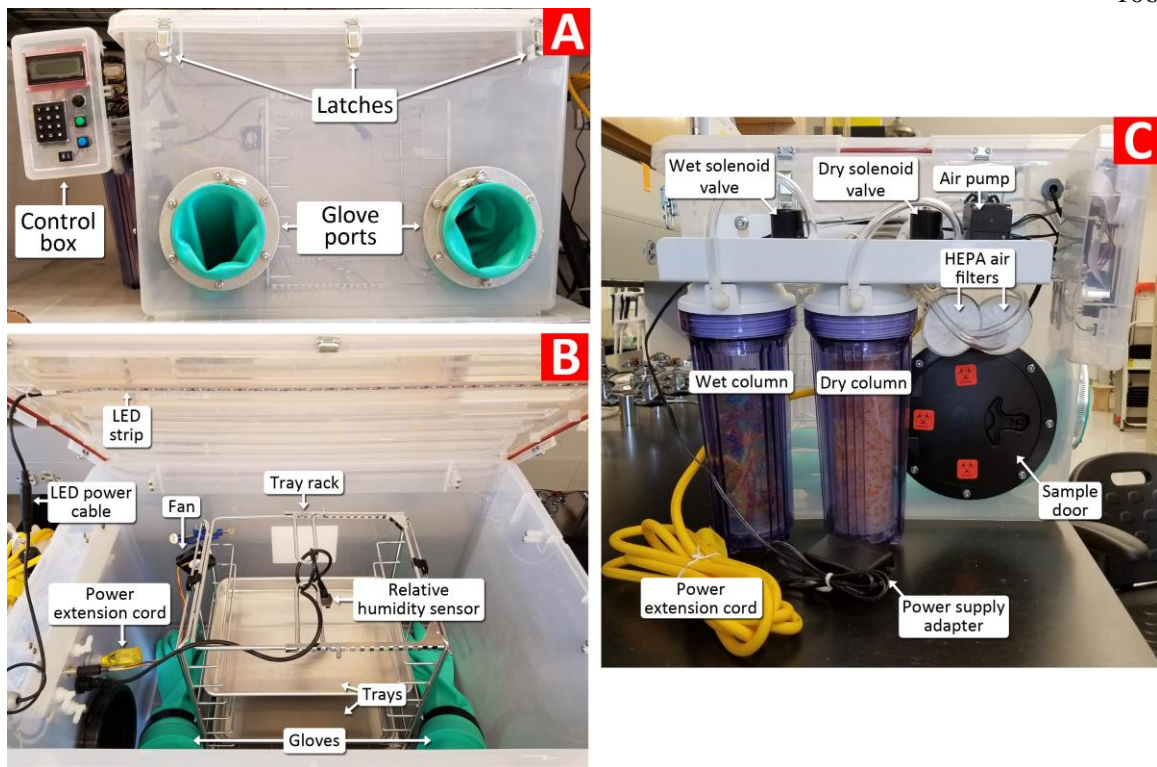 A
Latches
Control
box
Glove
ports
B
LED
strip
LED power
cable
Fan
Tray rack
Power
extension cord
Relative
humidity sensor
Trays
Gloves
C
Wet solenoid
valve
Dry solenoid
valve
Air pump
HEPA air
filters
Wet column
Dry column
Sample
door
Power
extension cord
Power supply
adapter